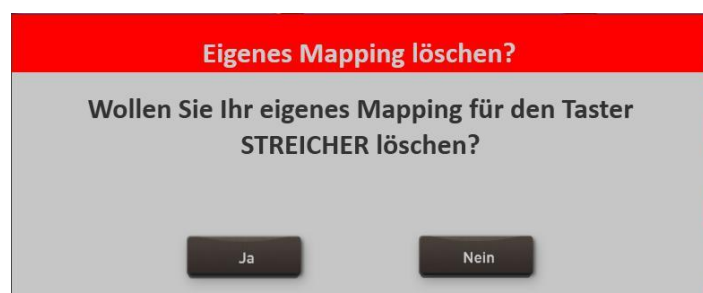 Eigenes Mapping löschen?
Wollen Sie Ihr eigenes Mapping für den Taster
STREICHER löschen?
Ja
Nein